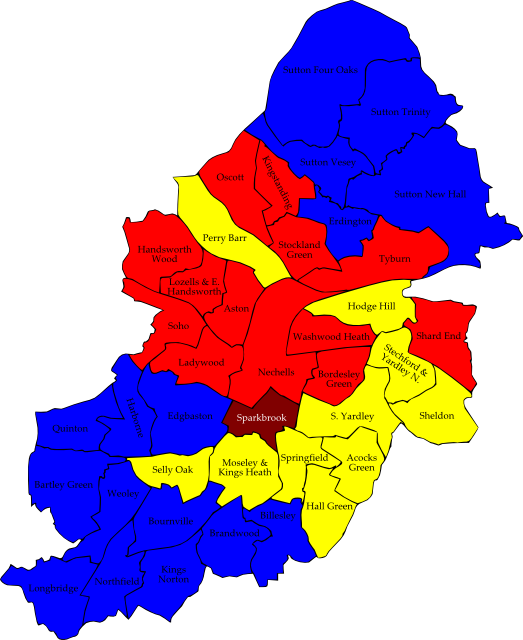 Sutton Four Oaks
Sutton Trinity
Sutton Vesey
Sutton New Hall
Oscott
Kingstanding
Erdington
Perry Barr
Stockland
Green
Tyburn
Handsworth
Wood
Lozells & E.
Handsworth
Aston
Hodge Hill
Soho
Washwood Heath
Shard End
Ladywood
Nechells
Bordesley
Green
Stechford &
Yardley N.
Harborne
Edgbaston
Sparkbrook
S. Yardley
Sheldon
Quinton
Selly Oak
Moseley &
Kings Heath
Springfield
Acocks
Green
Bartley Green
Weoley
Hall Green
Bournville
Billesley
Brandwood
Longbridge
Northfield
Kings
Norton